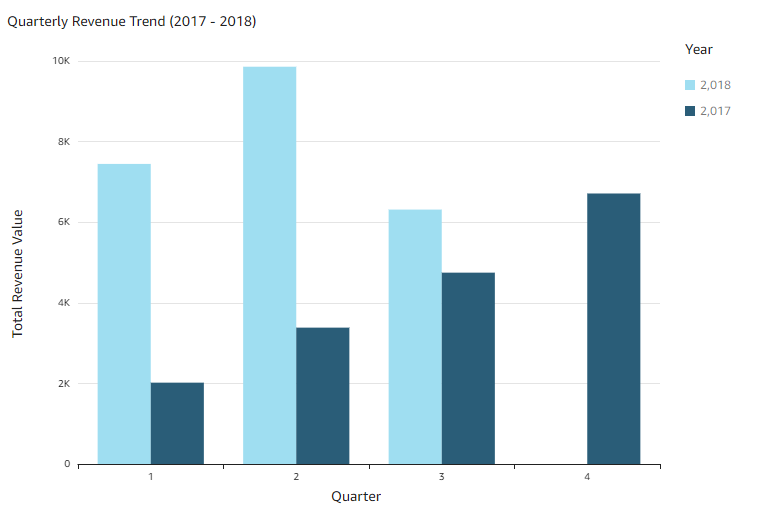 Quarterly Revenue Trend (2017 - 2018)
Year
2,018
2,017
Total Revenue Value
10K
8K
6K
4K
2K
0
1 2 3 4
Quarter